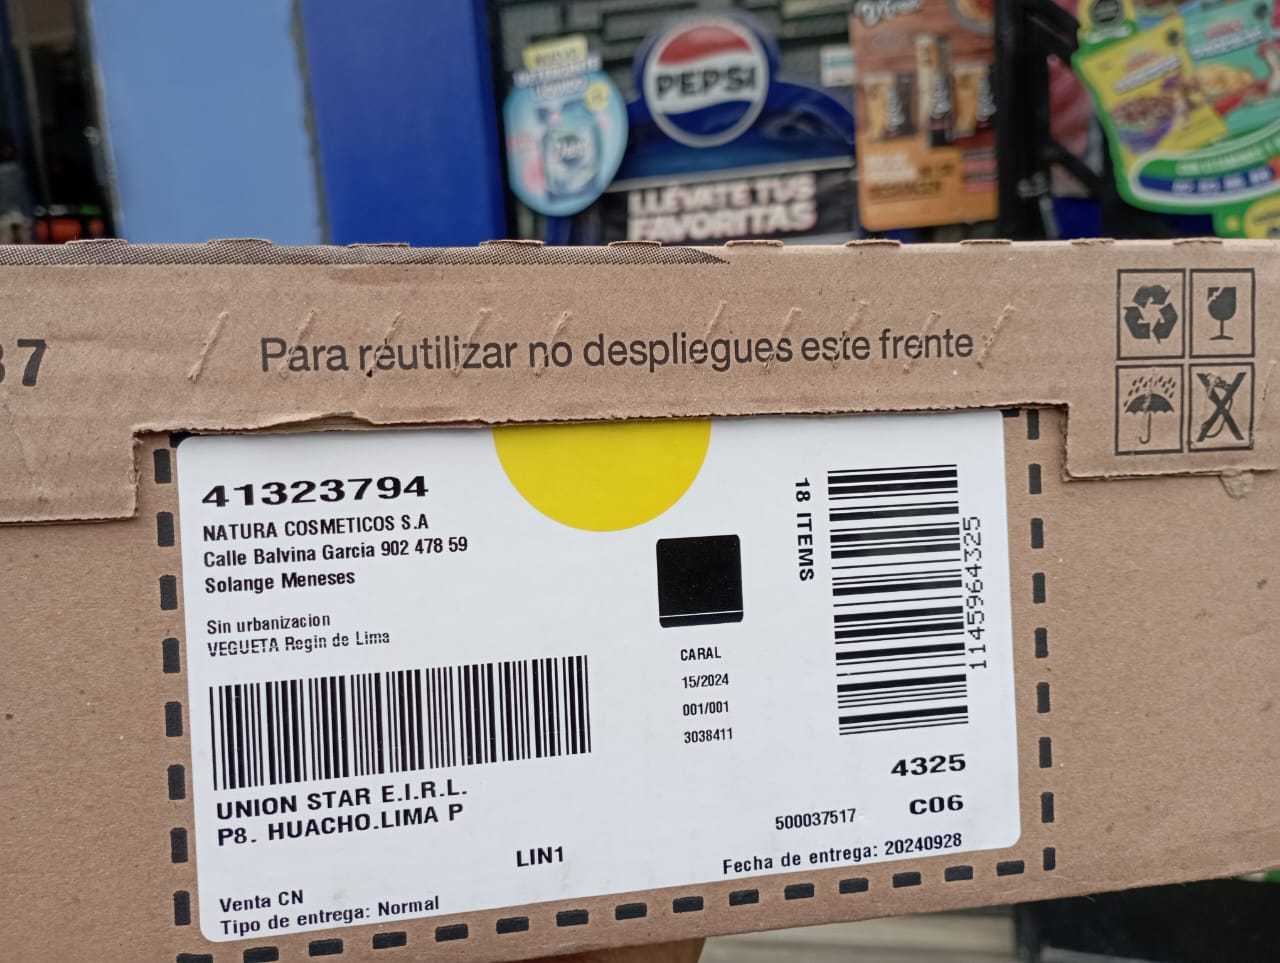 PEPSI
LLÉVATE TUS
FAVORITAS
37
Para reutilizar no despliegues este frente
41323794
NATURA COSMETICOS S.A
Calle Balvina Garcia 902 478 59
Solange Meneses
Sin urbanizacion
VEGUETA Regin de Lima
UNION STAR E.I.R.L.
P8. HUACHO.LIMA P
LIN1
Venta CN
Tipo de entrega: Normal
CARAL
15/2024
001/001
3038411
18 ITEMS
1145964325
4325
C06
500037517
Fecha de entrega: 20240928